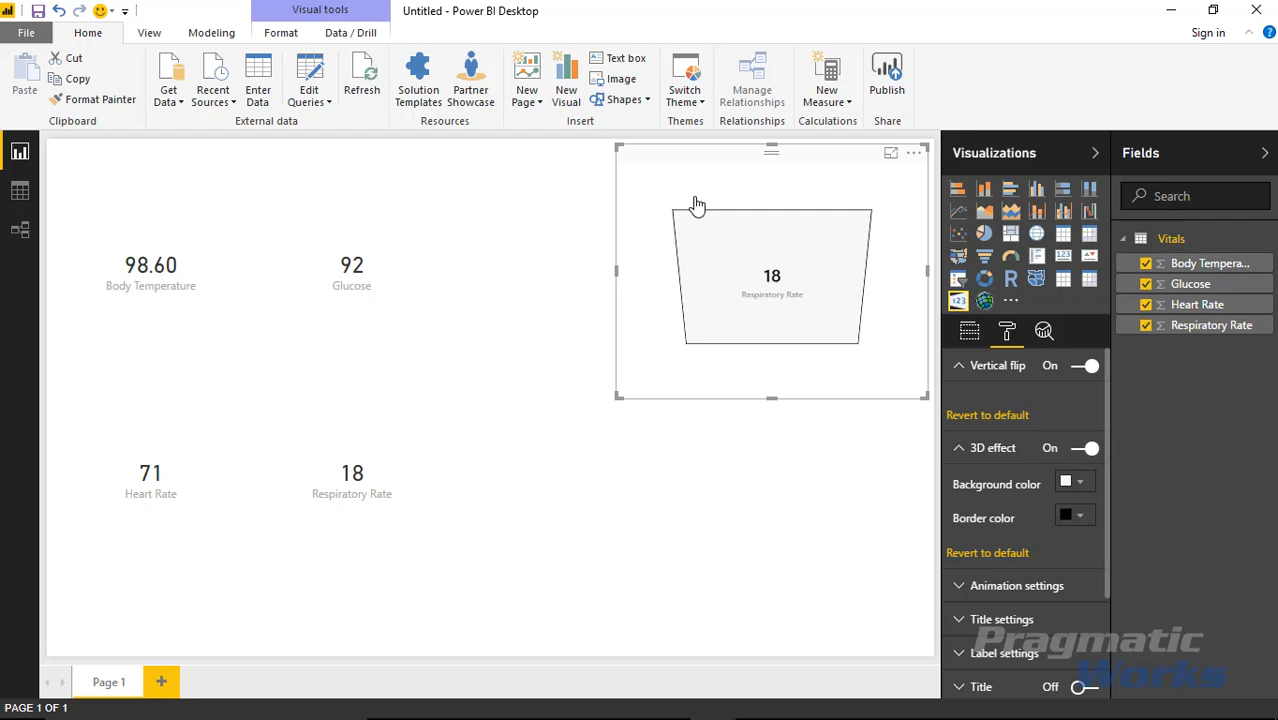 Visual tools
Untitled - Power BI Desktop
File
Home
View
Modeling
Format
Data / Drill
Sign in
Paste
Cut
Copy
Format Painter
Clipboard
Get Data
Recent Sources
Enter Data
External data
Edit Queries
Refresh
Solution Templates
Partner Showcase
Resources
New Page
New Visual
Text box
Image
Shapes
Insert
Switch Theme
Themes
Manage Relationships
Relationships
New Measure
Calculations
Publish
Share
98.60
Body Temperature
92
Glucose
18
Respiratory Rate
71
Heart Rate
18
Respiratory Rate
Visualizations
R
123
Vertical flip On
Revert to default
3D effect On
Background color
Border color
Revert to default
Animation settings
Title settings
Label settings
Title Off
Fields
Search
Vitals
Body Tempera...
Glucose
Heart Rate
Respiratory Rate
Pragmatic
Works
Page 1
PAGE 1 OF 1